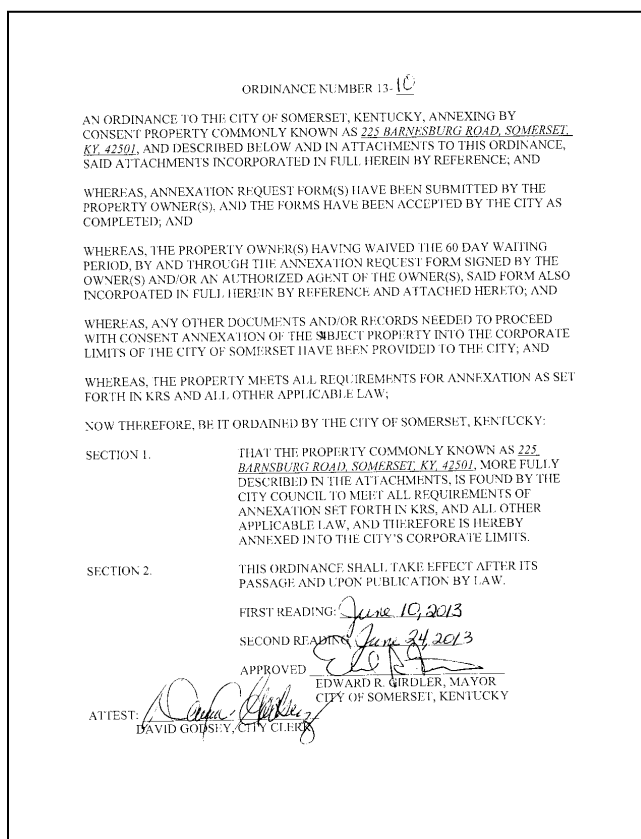 ORDINANCE NUMBER 13-10
AN ORDINANCE TO THE CITY OF SOMERSET, KENTUCKY, ANNEXING BY
CONSENT PROPERTY COMMONLY KNOWN AS 225 BARNESBURG ROAD, SOMERSET,
KY, 42501, AND DESCRIBED BELOW AND IN ATTACHMENTS TO THIS ORDINANCE,
SAID ATTACHMENTS INCORPORATED IN FULL HEREIN BY REFERENCE; AND
WHEREAS, ANNEXATION REQUEST FORM(S) HAVE BEEN SUBMITTED BY THE
PROPERTY OWNER(S), AND THE FORMS HAVE BEEN ACCEPTED BY THE CITY AS
COMPLETED; AND
WHEREAS, THE PROPERTY OWNER(S) HAVING WAIVED THE 60 DAY WAITING
PERIOD, BY AND THROUGH THE ANNEXATION REQUEST FORM SIGNED BY THE
OWNER(S) AND/OR AN AUTHORIZED AGENT OF THE OWNER(S), SAID FORM ALSO
INCORPOATED IN FULL HEREIN BY REFERENCE AND ATTACHED HERETO; AND
WHEREAS, ANY OTHER DOCUMENTS AND/OR RECORDS NEEDED TO PROCEED
WITH CONSENT ANNEXATION OF THE SUBJECT PROPERTY INTO THE CORPORATE
LIMITS OF THE CITY OF SOMERSET HAVE BEEN PROVIDED TO THE CITY; AND
WHEREAS, THE PROPERTY MEETS ALL REQUIREMENTS FOR ANNEXATION AS SET
FORTH IN KRS AND ALL OTHER APPLICABLE LAW;
NOW THEREFORE, BE IT ORDAINED BY THE CITY OF SOMERSET, KENTUCKY:
SECTION 1. THAT THE PROPERTY COMMONLY KNOWN AS 225
BARNSBURG ROAD, SOMERSET, KY, 42501, MORE FULLY
DESCRIBED IN THE ATTACHMENTS, IS FOUND BY THE
CITY COUNCIL TO MEET ALL REQUIREMENTS OF
ANNEXATION SET FORTH IN KRS, AND ALL OTHER
APPLICABLE LAW, AND THEREFORE IS HEREBY
ANNEXED INTO THE CITY'S CORPORATE LIMITS.
SECTION 2. THIS ORDINANCE SHALL TAKE EFFECT AFTER ITS
PASSAGE AND UPON PUBLICATION BY LAW.
FIRST READING: June 10, 2013
SECOND READING June 24, 2013
APPROVED
EDWARD R. GIRDLER, MAYOR
CITY OF SOMERSET, KENTUCKY
ATTEST:
DAVID GODSEY, CITY CLERK